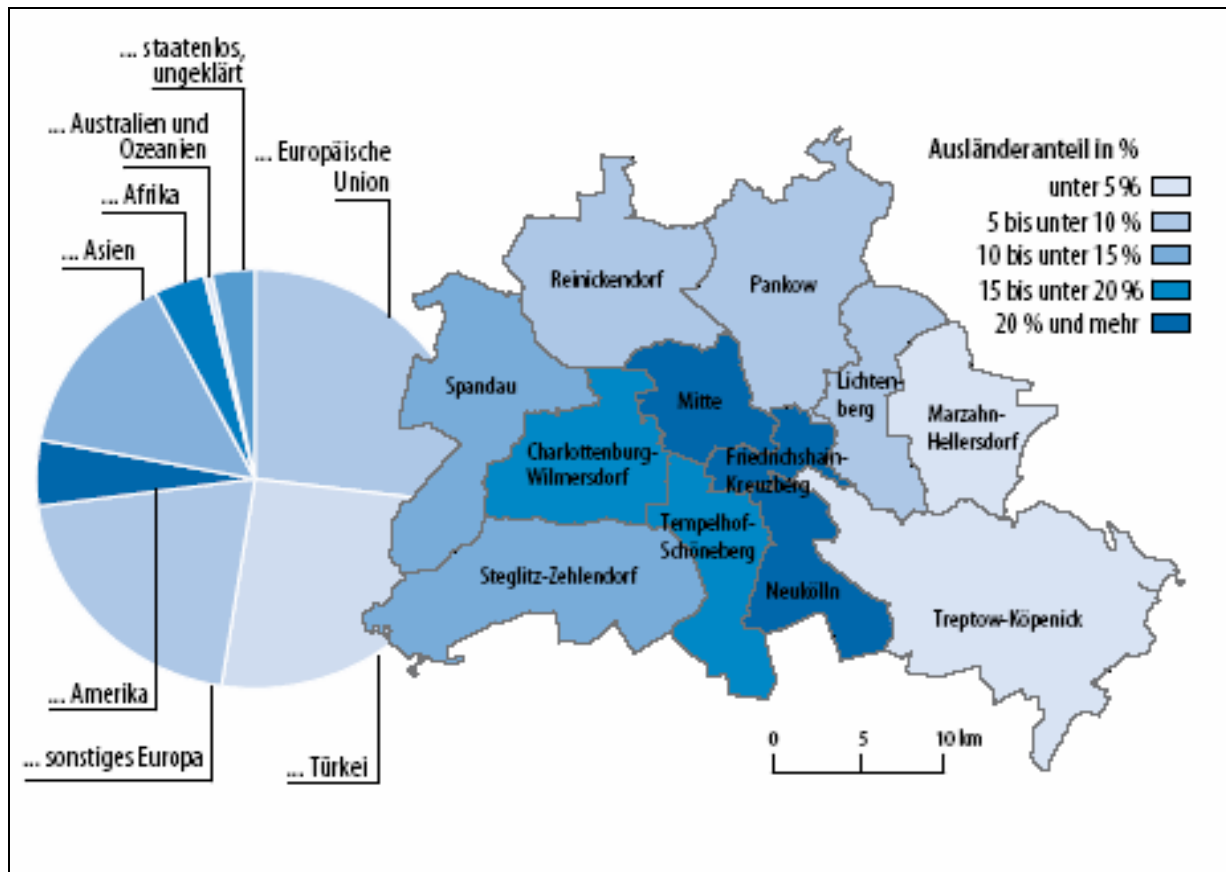 ... staatenlos,
ungeklärt
... Australien und
Ozeanien
... Afrika
... Asien
... Europäische
Union
... Amerika
... sonstiges Europa
... Türkei
Reinickendorf
Pankow
Spandau
Mitte
Lichten-
berg
Marzahn-
Hellersdorf
Charlottenburg-
Wilmersdorf
Friedrichshain-
Kreuzberg
Tempelhof-
Schöneberg
Steglitz-Zehlendorf
Neukölln
Treptow-Köpenick
Ausländeranteil in %
unter 5 %
5 bis unter 10 %
10 bis unter 15 %
15 bis unter 20 %
20 % und mehr
0 5 10 km